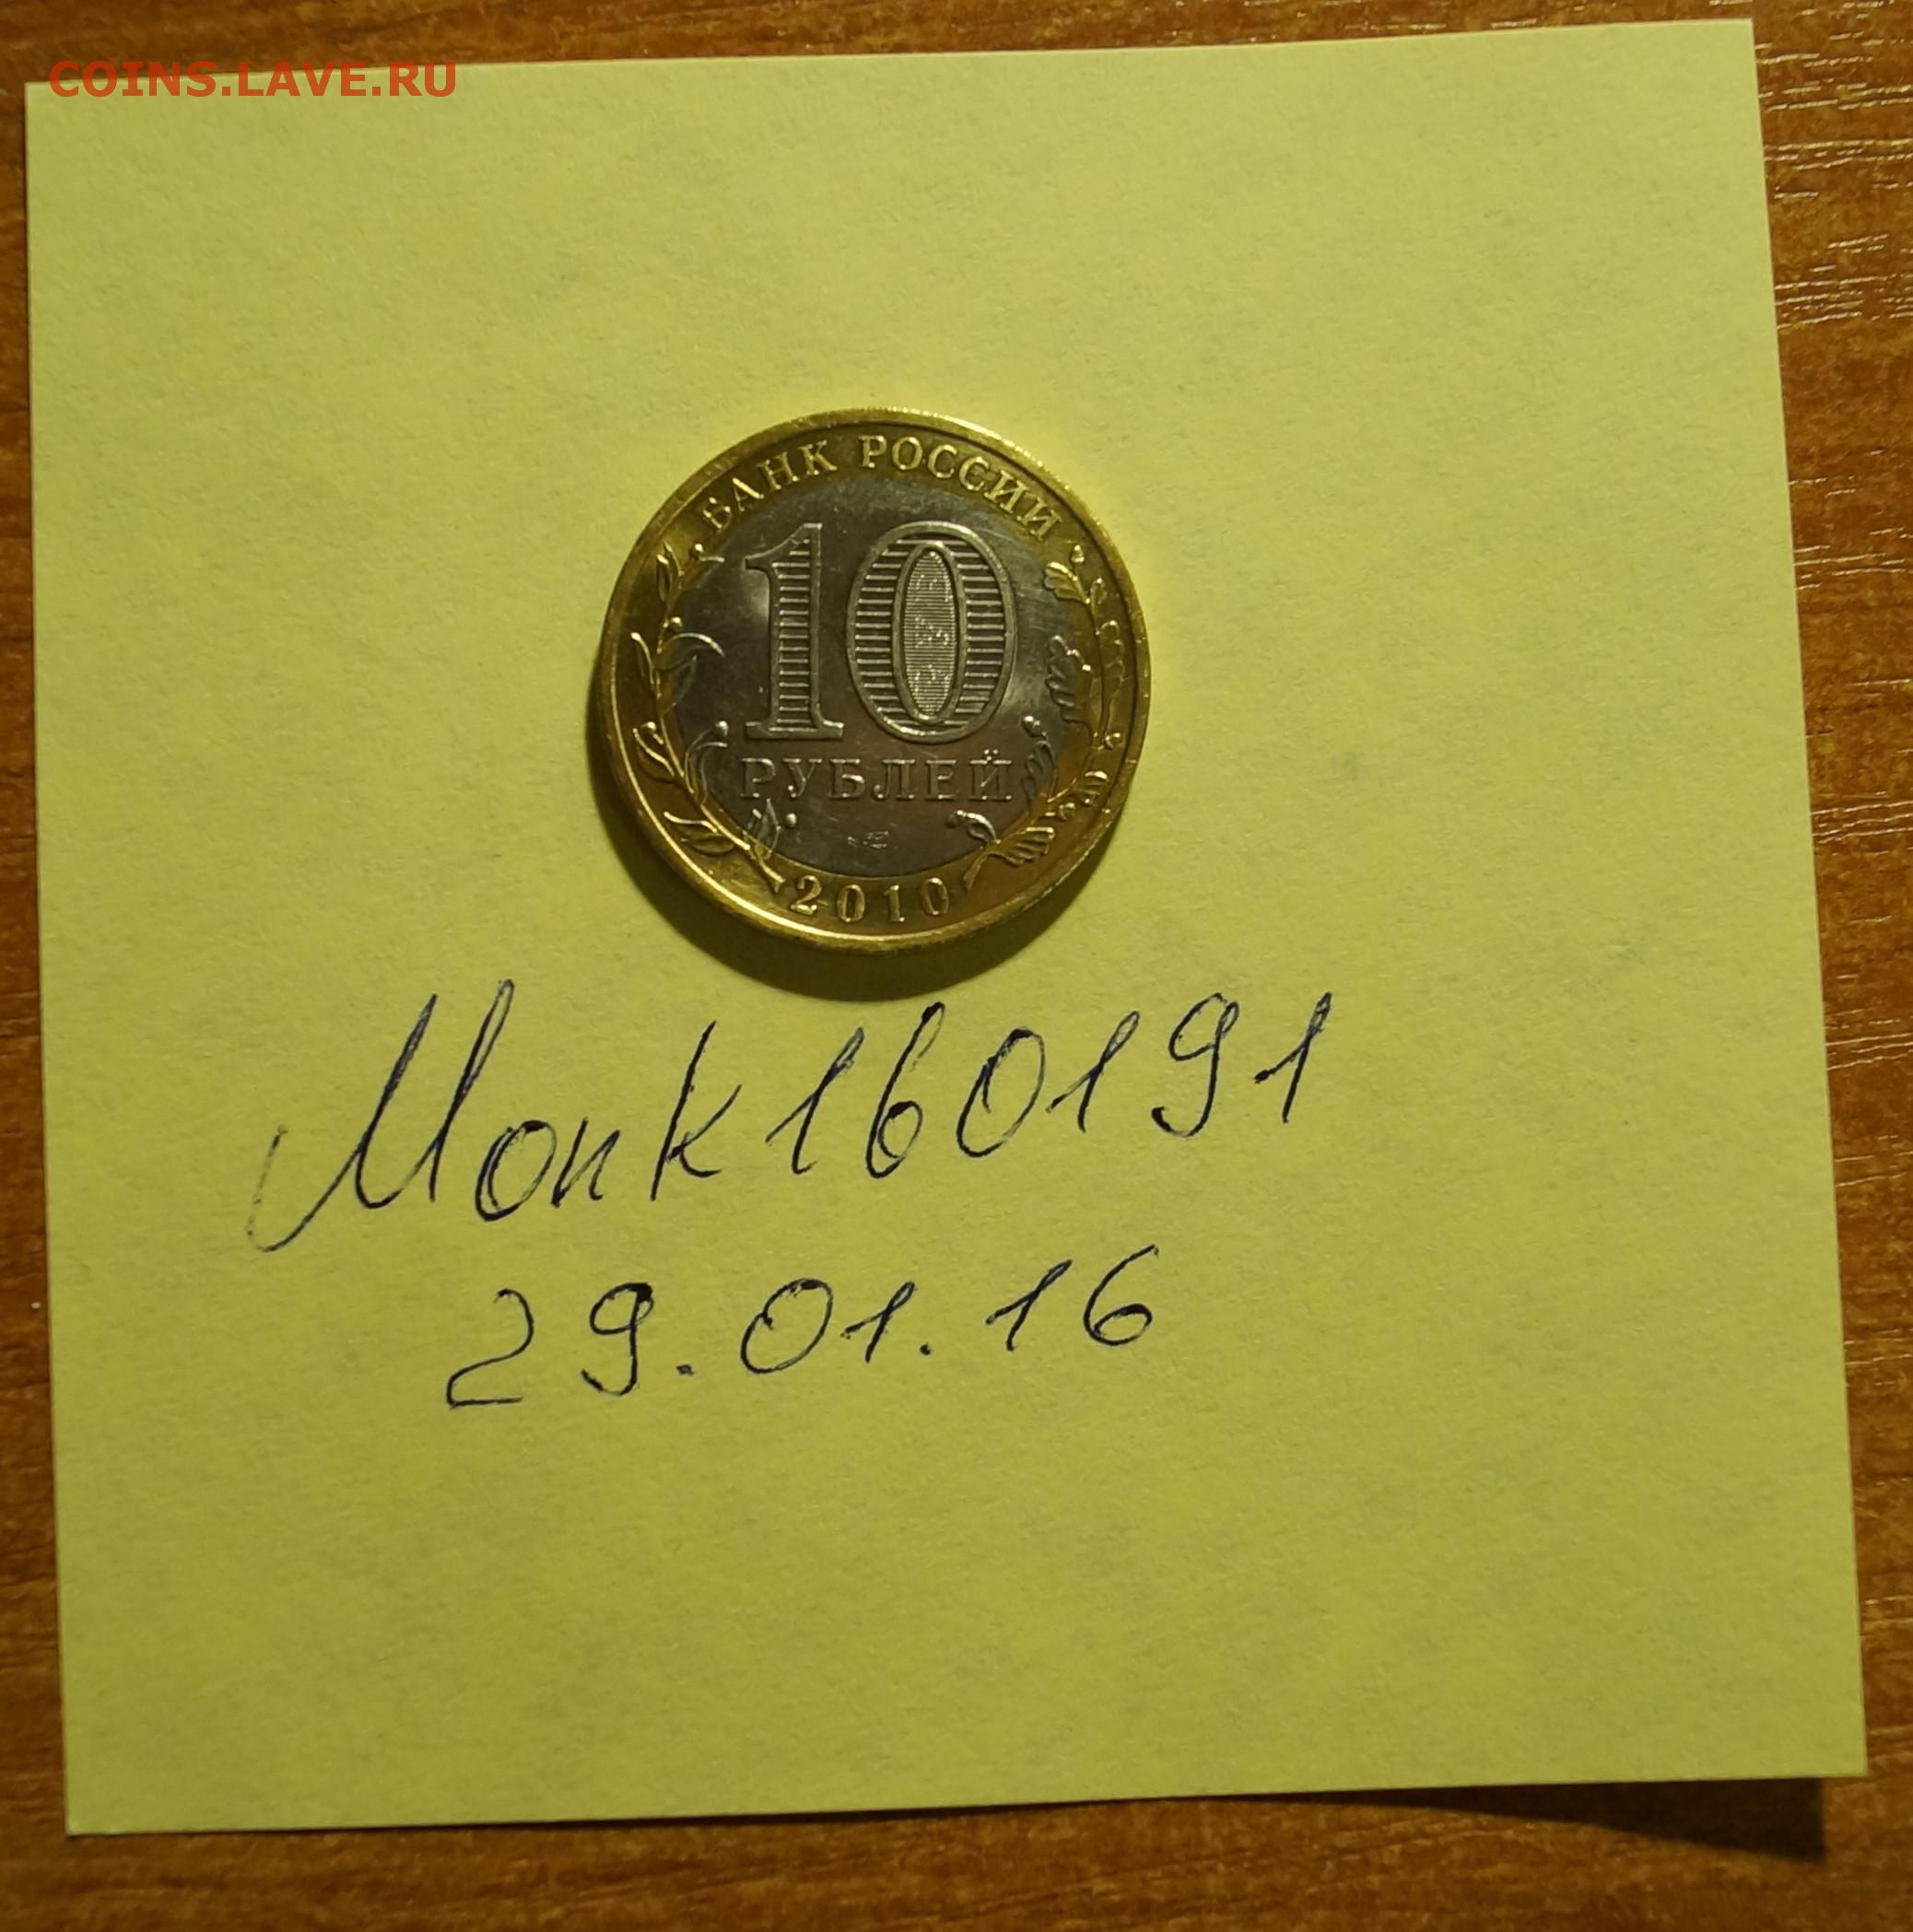 COINS.LAVE.RU
БАНК РОССИИ
10
РУБЛЕЙ
2010
Monk160191
29.01.16